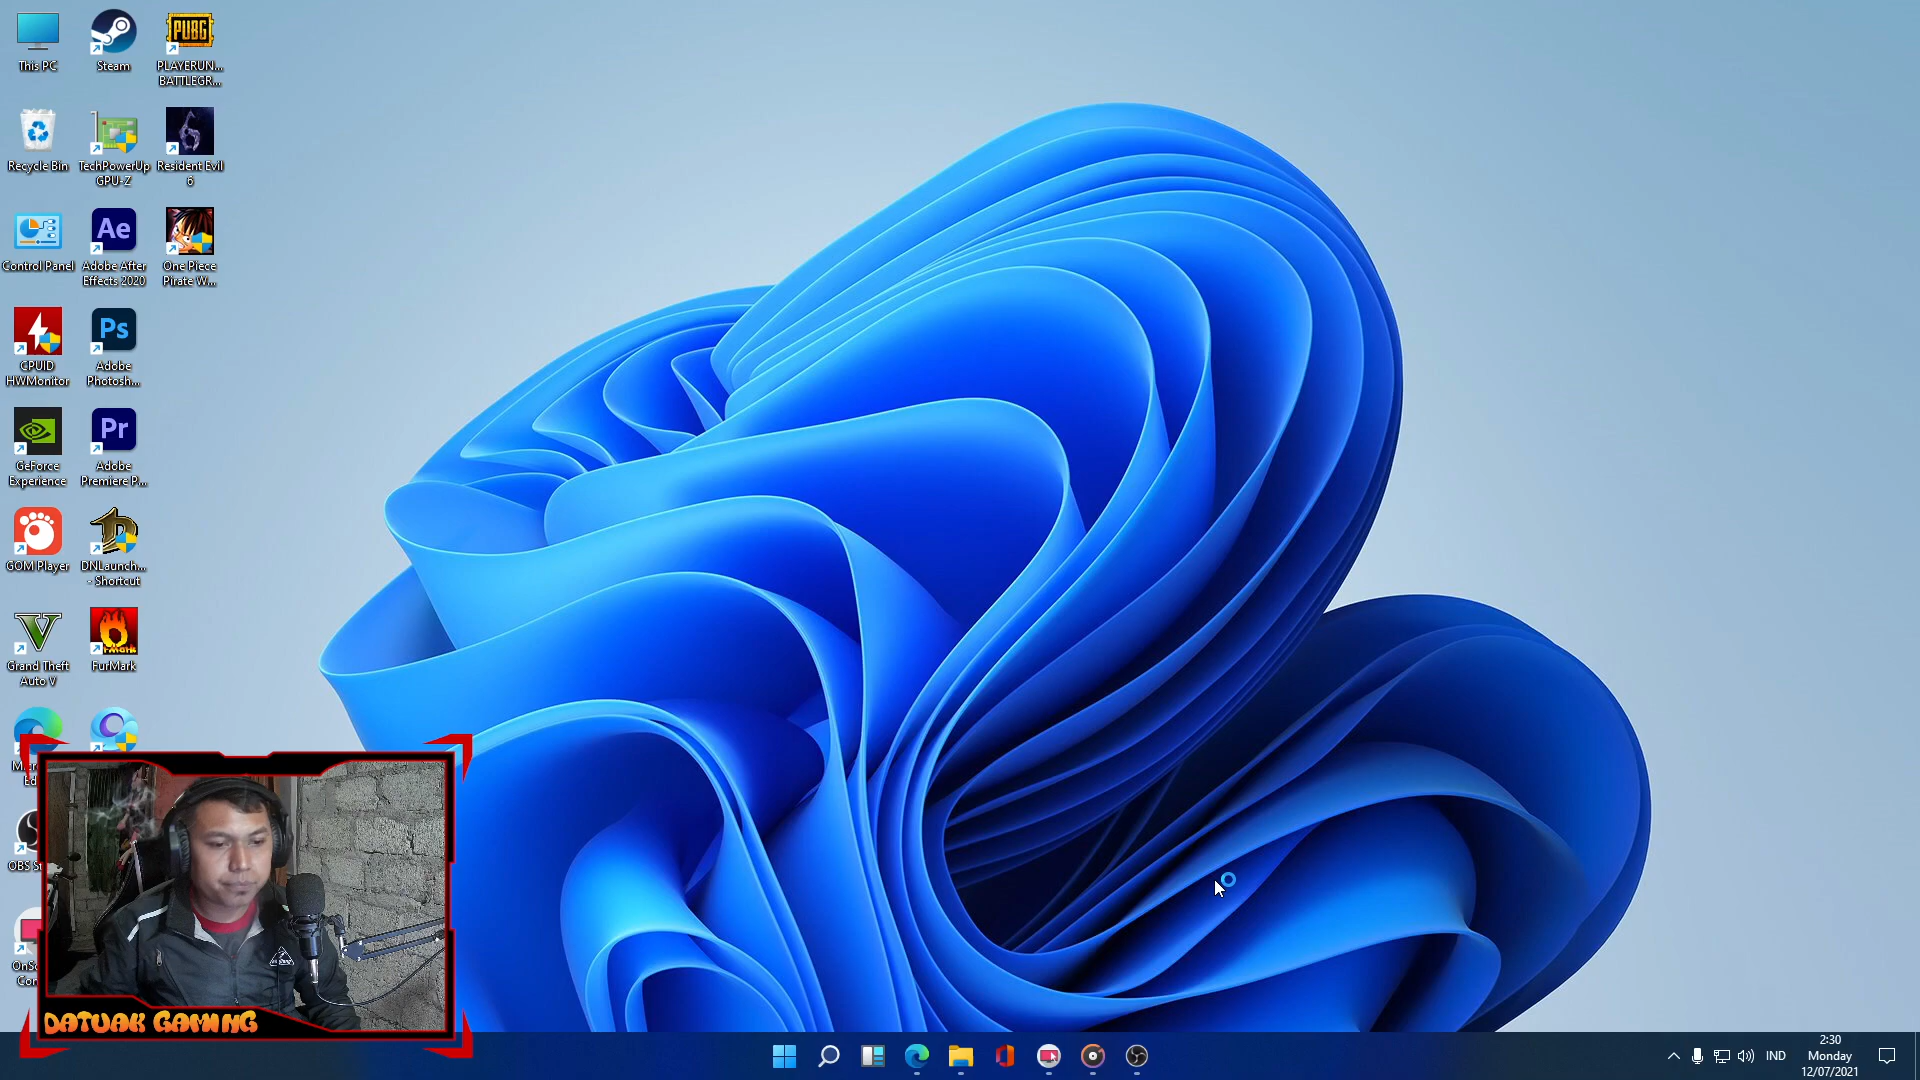 This PC
Steam
PLAYERUN...
BATTLEGR...
PUBG
Recycle Bin
TechPowerUp
GPU-Z
Resident Evil
6
Control Panel
Ae
Adobe After
Effects 2020
One Piece
Pirate W...
CPUID
HWMonitor
Ps
Adobe
Photosh...
GeForce
Experience
Pr
Adobe
Premiere P...
GOM Player
DNLaunch...
- Shortcut
Grand Theft
Auto V
FurMark
DATUAK GAMING
IND
2:30
Monday
12/07/2021